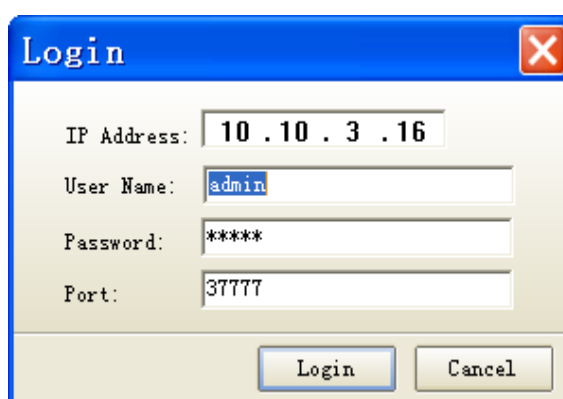 Login
IP Address: 10 .10 . 3 .16
User Name: admin
Password: *****
Port: 37777
Login Cancel